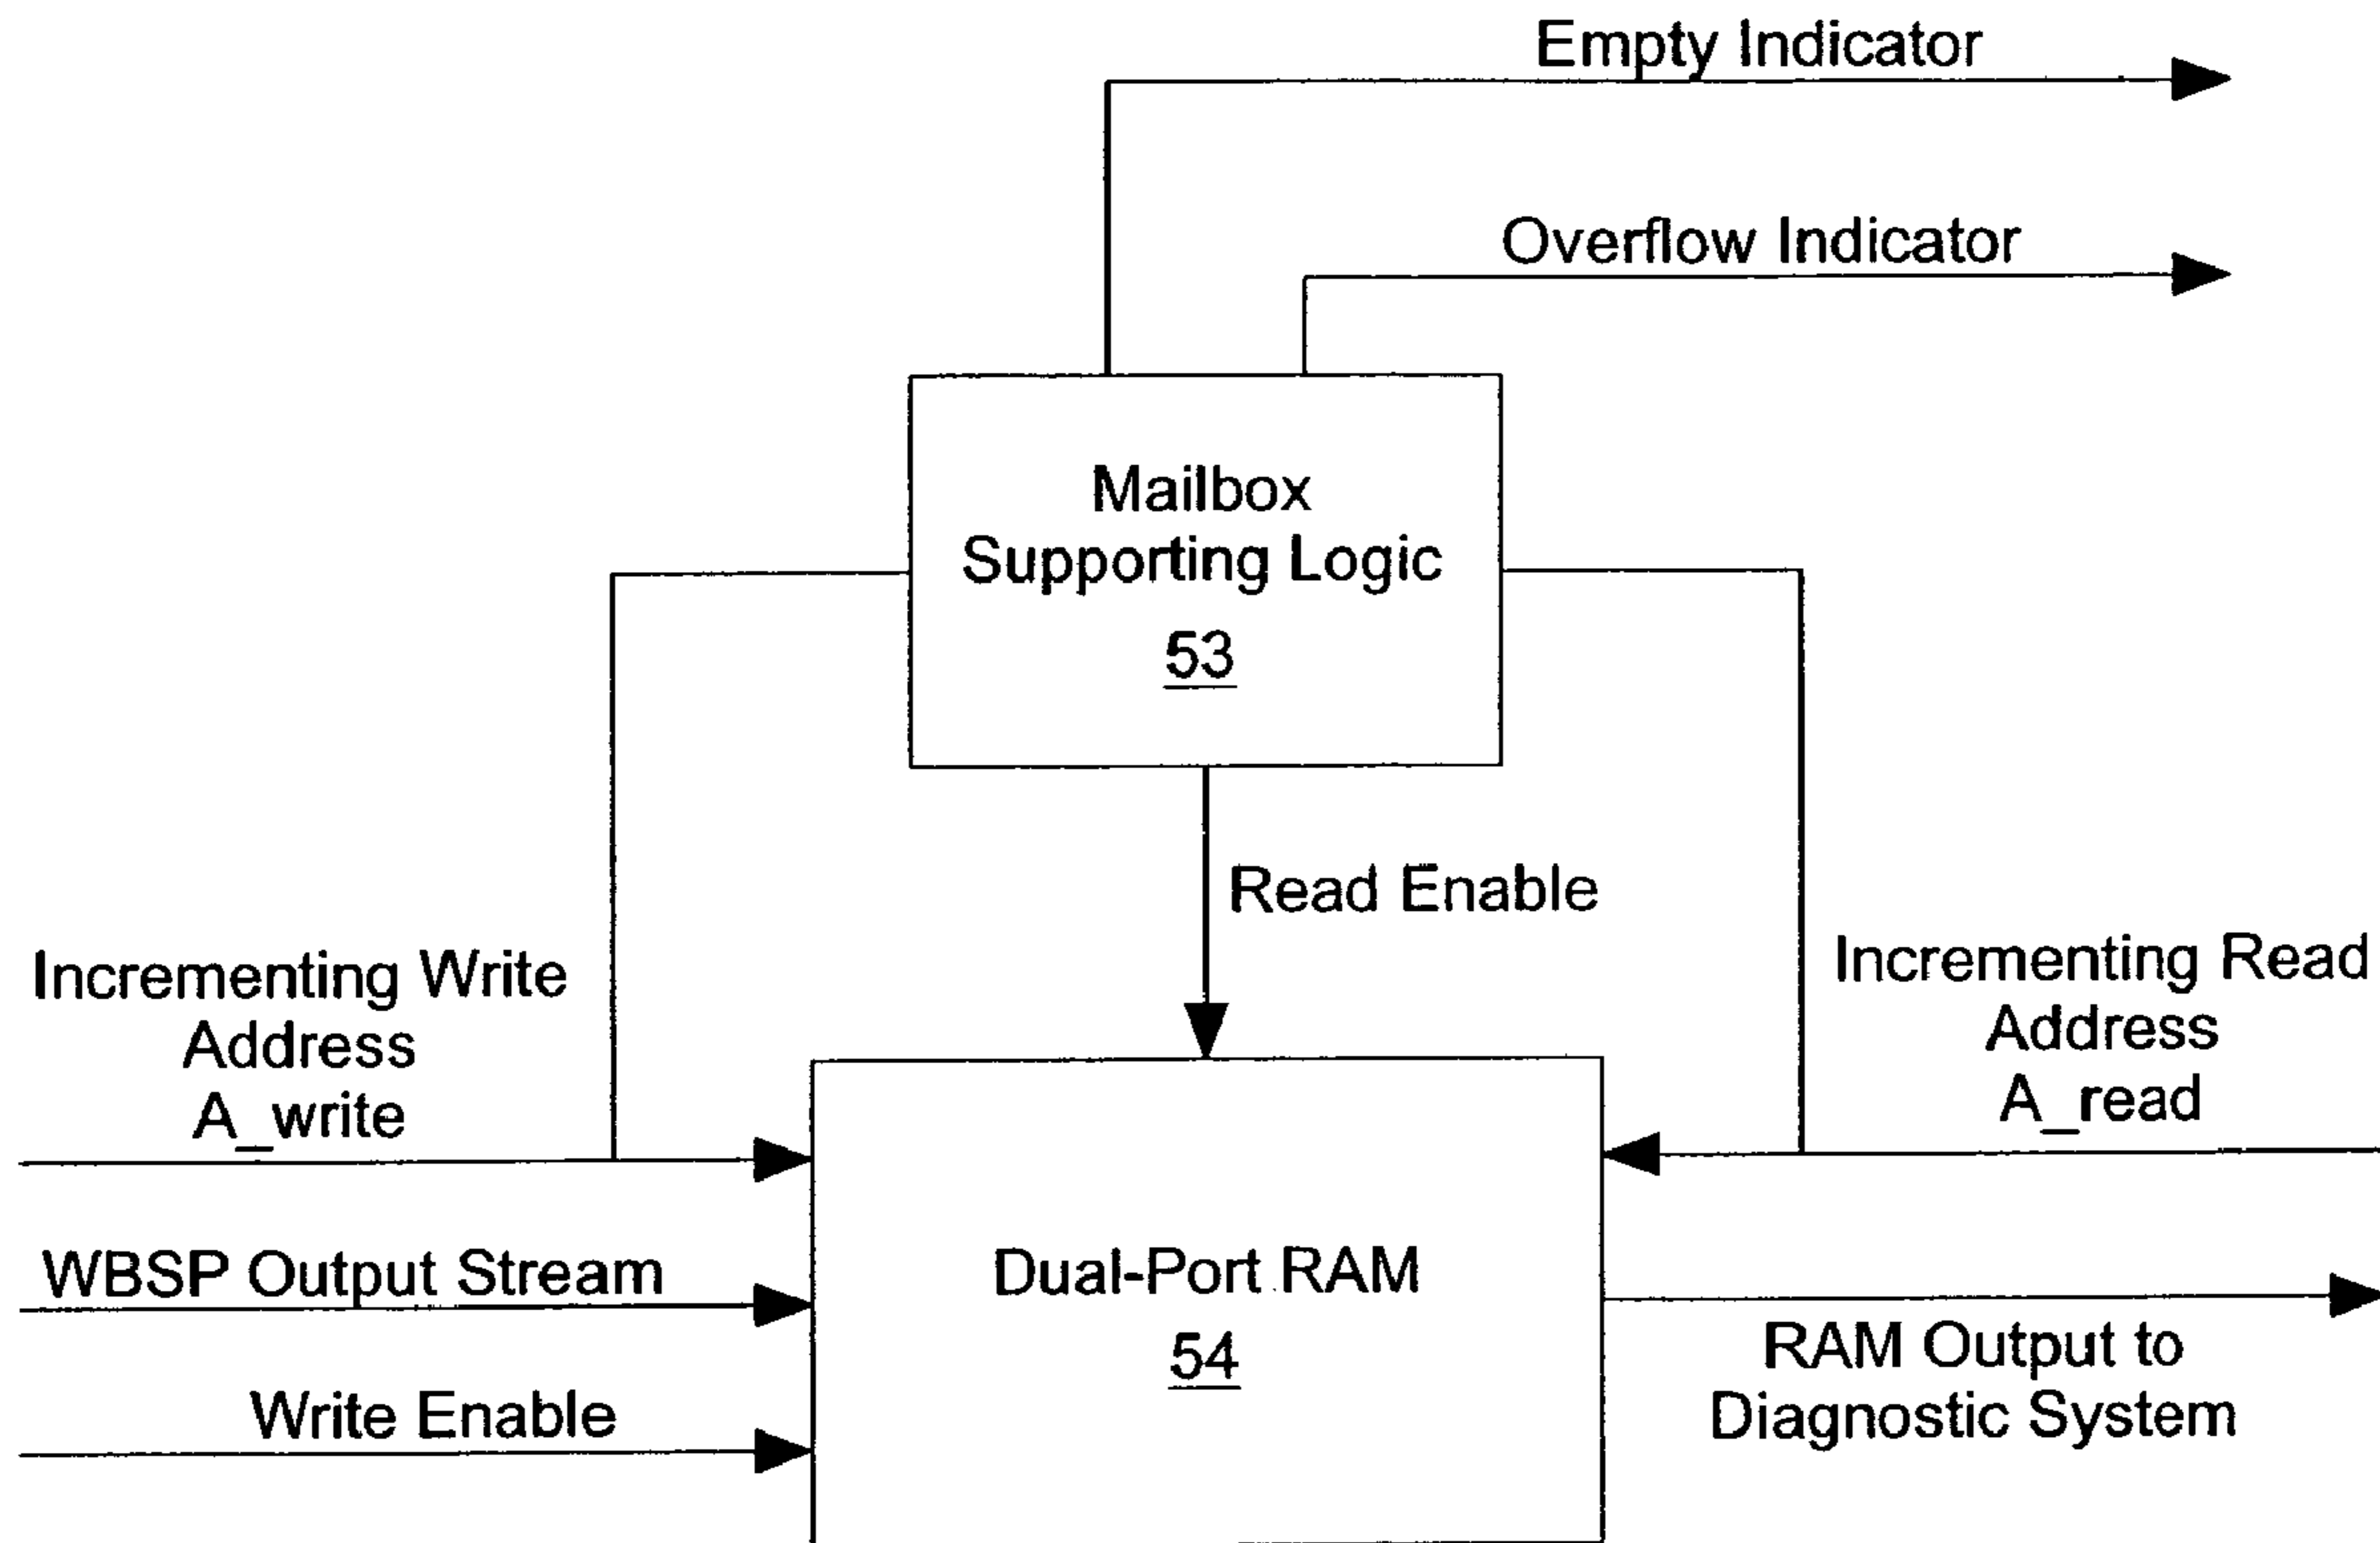 Empty Indicator
Overflow Indicator
Mailbox
Supporting Logic
53
Read Enable
Incrementing Write
Address
A_write
Incrementing Read
Address
A_read
WBSP Output Stream
Write Enable
Dual-Port RAM
54
RAM Output to
Diagnostic System